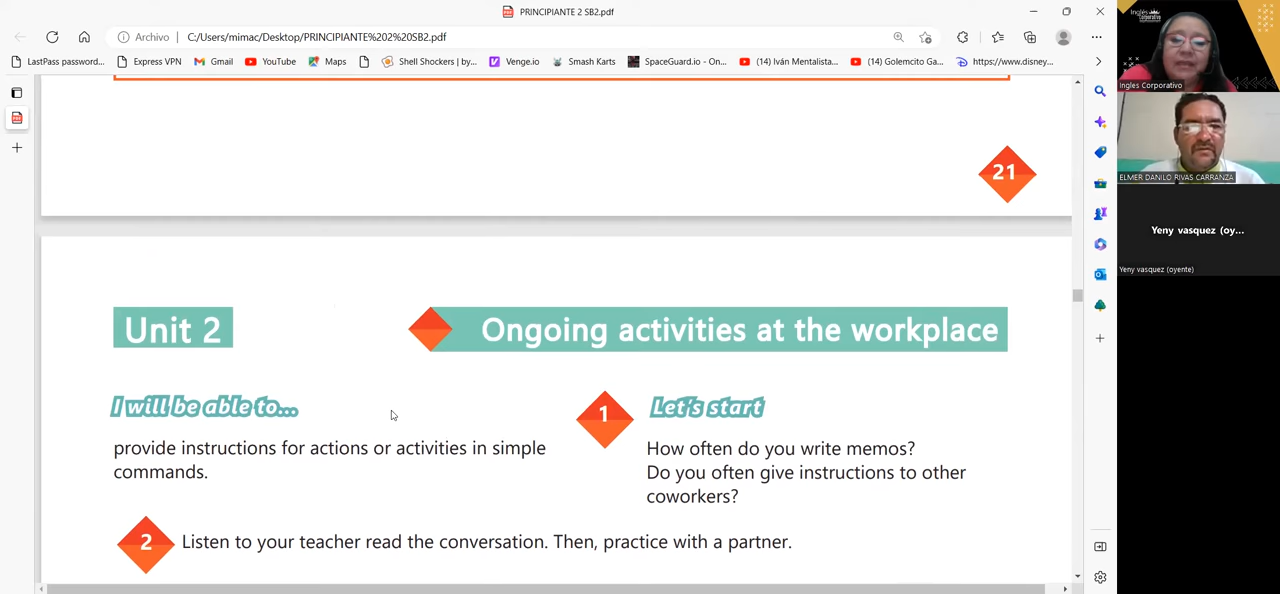 PRINCIPIANTE 2 SB2.pdf
Archivo
C:/Users/mimac/Desktop/PRINCIPIANTE%202%20SB2.pdf
LastPass password...
Express VPN
Gmail
YouTube
Maps
Shell Shockers | by...
Venge.io
Smash Karts
SpaceGuard.io - On...
(14) Iván Mentalista...
(14) Golemcito Ga...
https://www.disney...
21
Unit 2
Ongoing activities at the workplace
I will be able to...
provide instructions for actions or activities in simple
commands.
1
Let's start
How often do you write memos?
Do you often give instructions to other
coworkers?
2
Listen to your teacher read the conversation. Then, practice with a partner.
Inglés
Corporativo
Ingles Corporativo
ELMER DANILO RIVAS CARRANZA
Yeny vasquez (oy...
Yeny vasquez (oyente)